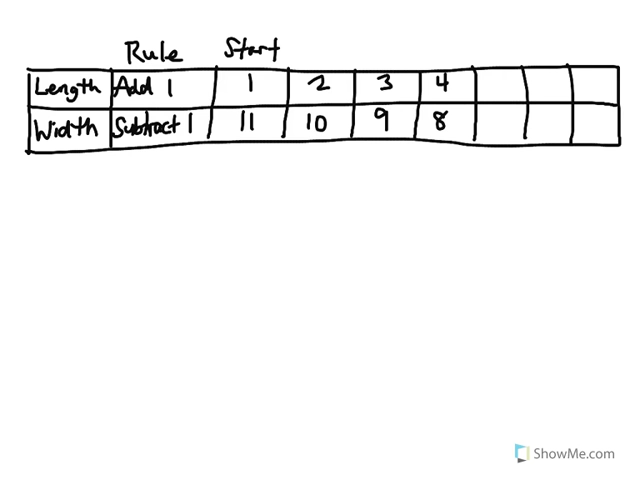 Rule Start
Length Add 1 1 2 3 4
Width Subtract 1 11 10 9 8
ShowMe.com